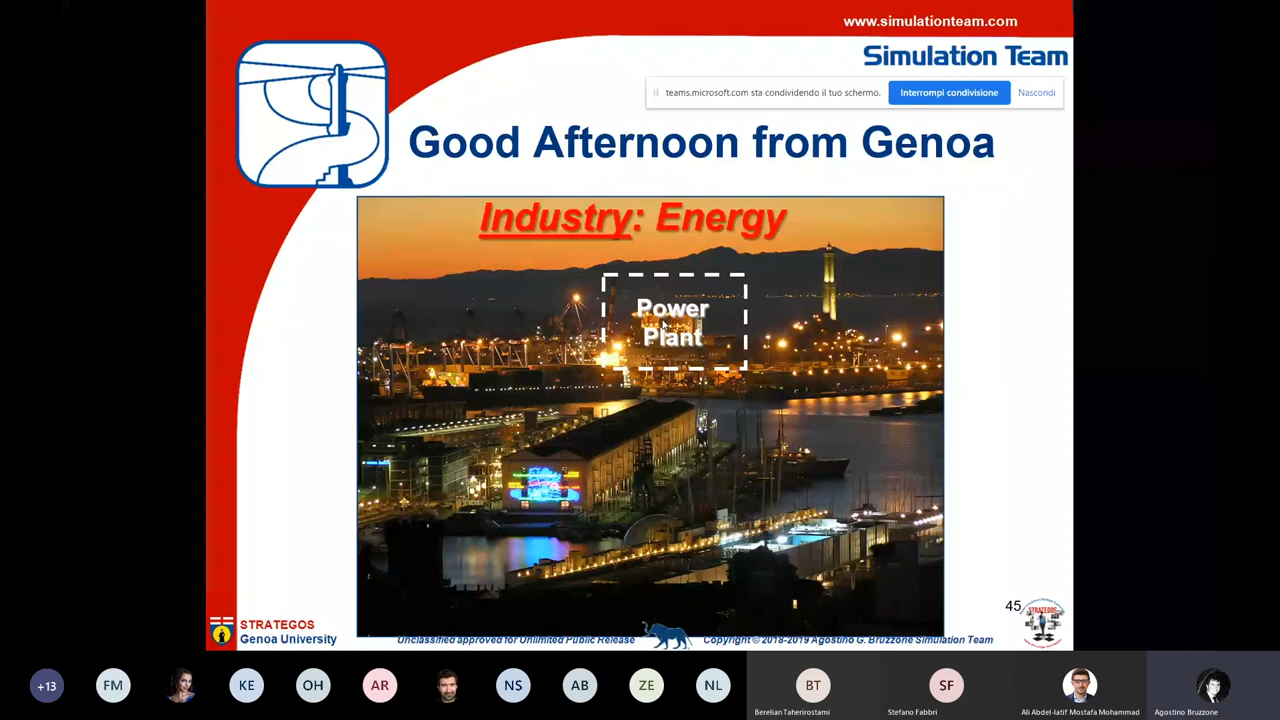 www.simulationteam.com
Simulation Team
teams.microsoft.com sta condividendo il tuo schermo.
Interrompi condivisione
Nascondi
Good Afternoon from Genoa
Industry: Energy
Power
Plant
45
STRATEGOS
STRATEGOS
Genoa University
Unclassified approved for Unlimited Public Release
Copyright © 2018-2019 Agostino G. Bruzzone Simulation Team
+13
FM
KE
OH
AR
NS
AB
ZE
NL
BT
SF
Berelian Taherirostami
Stefano Fabbri
Ali Abdel-latif Mostafa Mohammad
Agostino Bruzzone